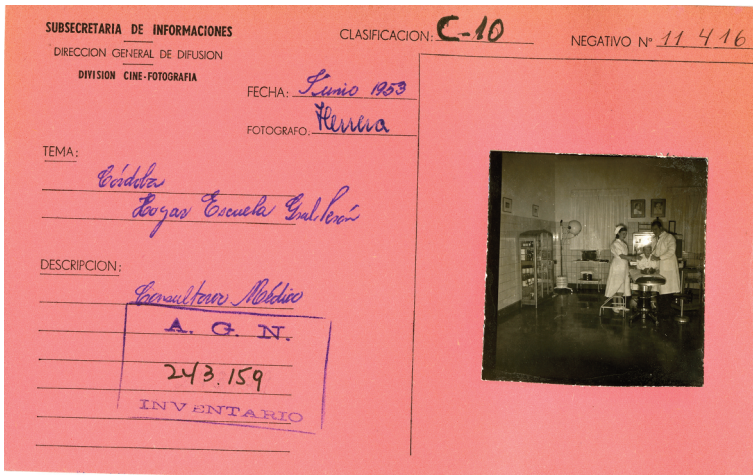 SUBSECRETARIA DE INFORMACIONES
DIRECCION GENERAL DE DIFUSION
DIVISION CINE-FOTOGRAFIA
CLASIFICACION: C-10
NEGATIVO Nº 11 416
FECHA: Junio 1953
FOTOGRAFO: Herrera
TEMA:
Córdoba
Hogar Escuela Gral. Perón
DESCRIPCION:
Consultorio Médico
A. G. N.
243.159
INVENTARIO